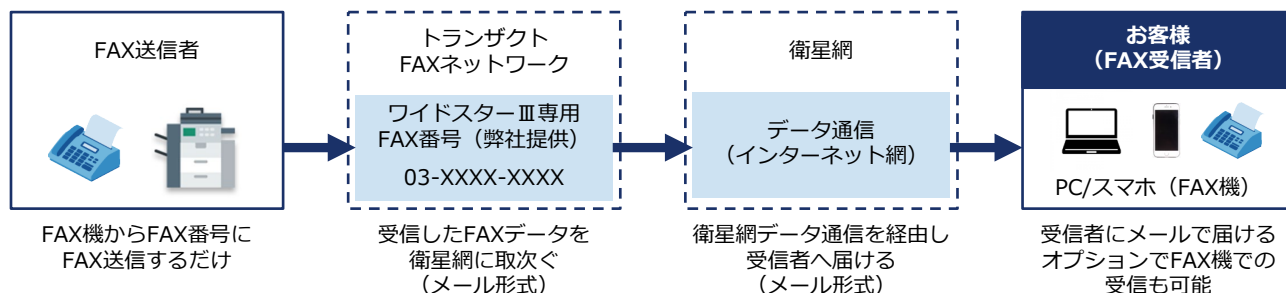 FAX送信者
FAX機からFAX番号に
FAX送信するだけ
トランザクト
FAXネットワーク
ワイドスターⅢ専用
FAX番号（弊社提供）
03-XXXX-XXXX
受信したFAXデータを
衛星網に取次ぐ
（メール形式）
衛星網
データ通信
（インターネット網）
衛星網データ通信を経由し
受信者へ届ける
（メール形式）
お客様
（FAX受信者）
PC/スマホ（FAX機）
受信者にメールで届ける
オプションでFAX機での
受信も可能